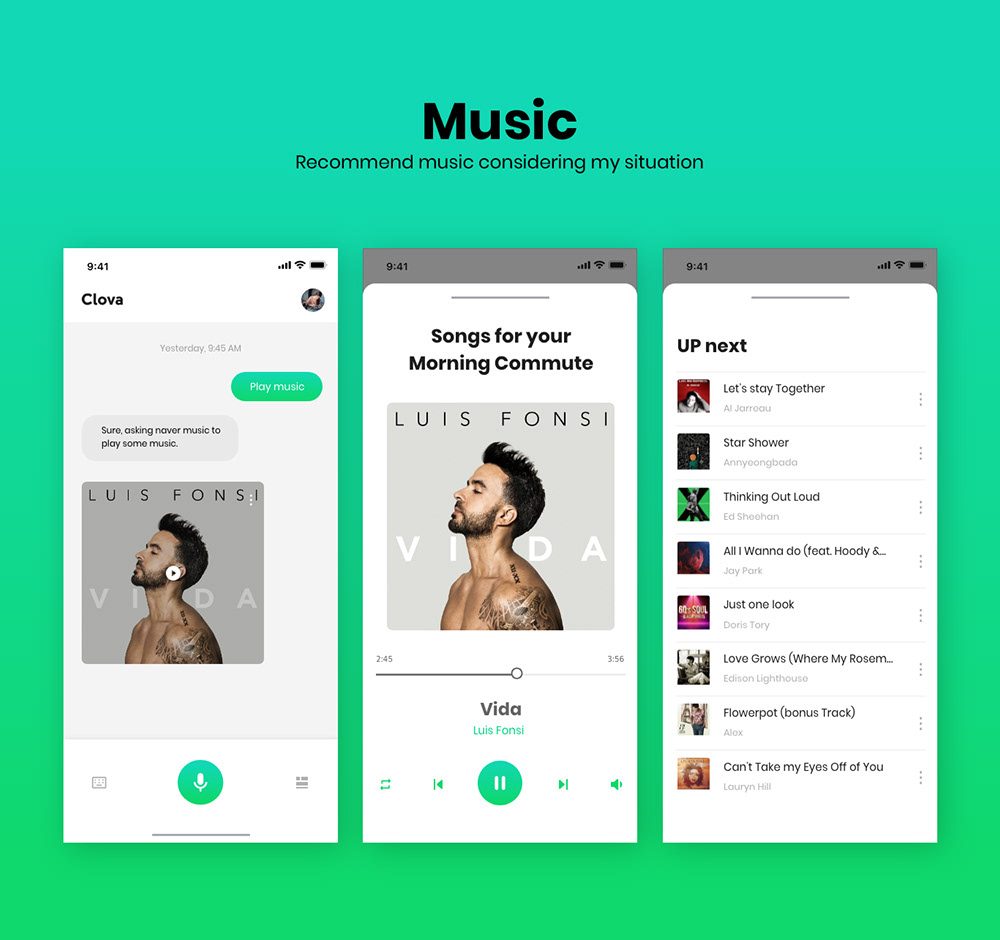 Music
Recommend music considering my situation
9:41
Clova
Yesterday, 9:45 AM
Play music
Sure, asking naver music to
play some music.
LUIS FONSI
VIDA
9:41
Songs for your
Morning Commute
LUIS FONSI
VIDA
2:45
3:56
Vida
Luis Fonsi
9:41
UP next
Let's stay Together
Al Jarreau
Star Shower
Annyeongbada
Thinking Out Loud
Ed Sheehan
All I Wanna do (feat. Hoody &...
Jay Park
60s SOUL
Just one look
Doris Tory
Love Grows (Where My Rosem...
Edison Lighthouse
Flowerpot (bonus Track)
Alex
Can't Take my Eyes Off of You
Lauryn Hill